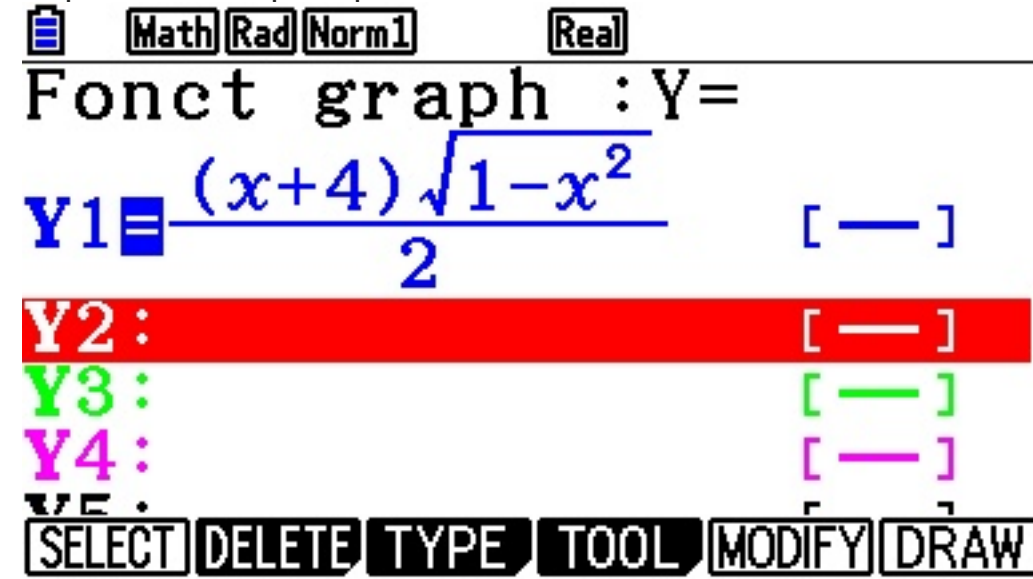 Math Rad Norm1 Real
Fonct graph :Y=
Y1=((x+4)√(1-x²))/2 [—]
Y2: [—]
Y3: [—]
Y4: [—]
SELECT DELETE TYPE TOOL MODIFY DRAW